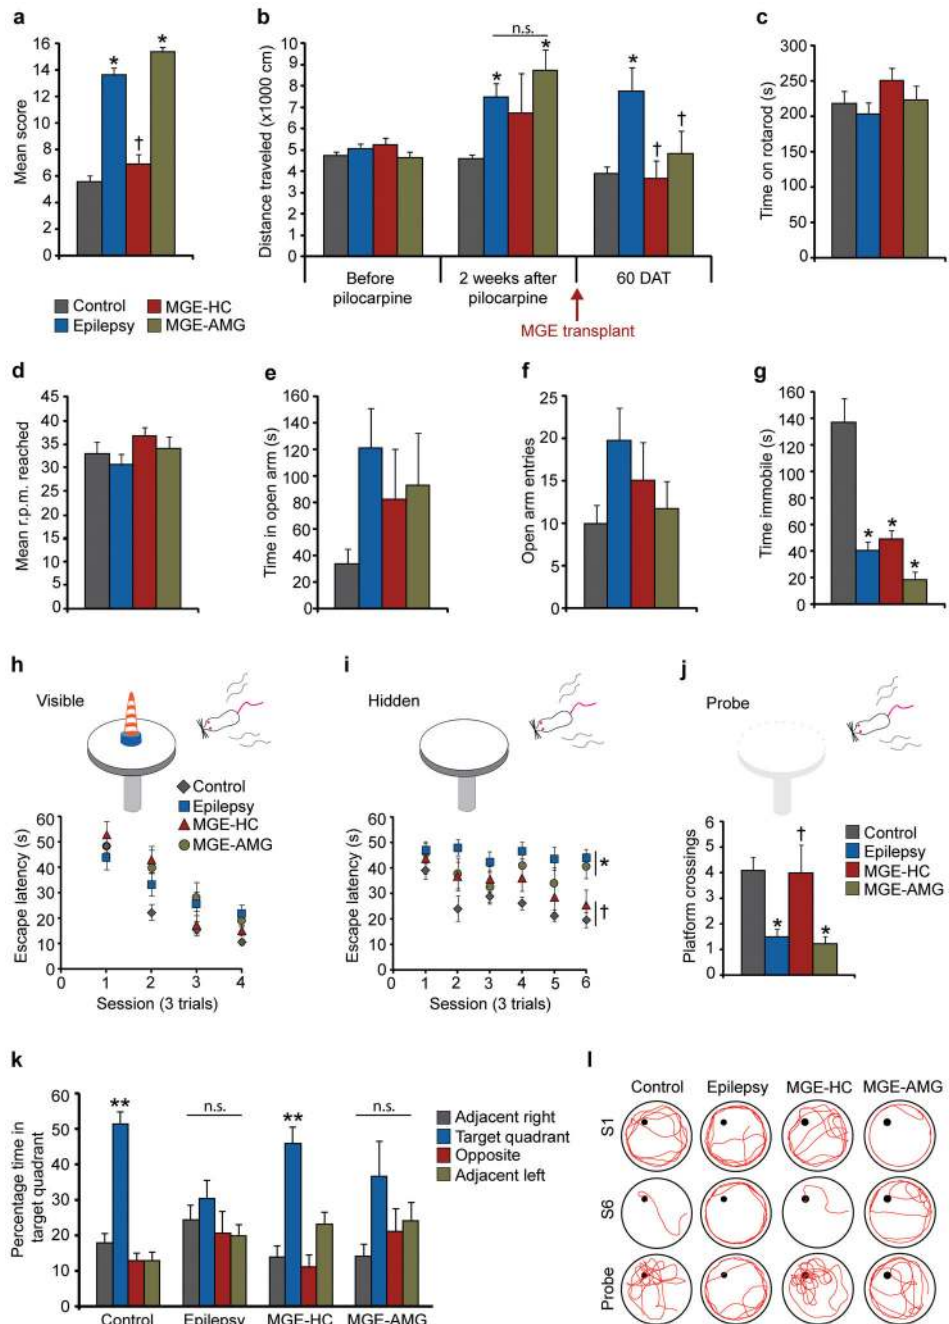 a
16
14
12
10
8
6
4
2
0
Mean score
*
†
*
Control
Epilepsy
MGE-HC
MGE-AMG
b
10
9
8
7
6
5
4
3
2
1
0
Distance traveled (x1000 cm)
n.s.
*
*
*
†
†
Before
pilocarpine
2 weeks after
pilocarpine
60 DAT
MGE transplant
c
300
250
200
150
100
50
0
Time on rotarod (s)
d
45
40
35
30
25
20
15
10
5
0
Mean r.p.m. reached
e
160
140
120
100
80
60
40
20
0
Time in open arm (s)
f
25
20
15
10
5
0
Open arm entries
g
160
140
120
100
80
60
40
20
0
Time immobile (s)
*
*
*
h
Visible
Control
Epilepsy
MGE-HC
MGE-AMG
60
50
40
30
20
10
0
Escape latency (s)
0 1 2 3 4
Session (3 trials)
i
Hidden
60
50
40
30
20
10
0
Escape latency (s)
*
†
0 1 2 3 4 5 6
Session (3 trials)
j
Probe
6
5
4
3
2
1
0
Platform crossings
*
†
*
Control
Epilepsy
MGE-HC
MGE-AMG
k
60
50
40
30
20
10
0
Percentage time in
target quadrant
**
n.s.
**
n.s.
Control Epilepsy MGE-HC MGE-AMG
Adjacent right
Target quadrant
Opposite
Adjacent left
l
Control Epilepsy MGE-HC MGE-AMG
S1
S6
Probe